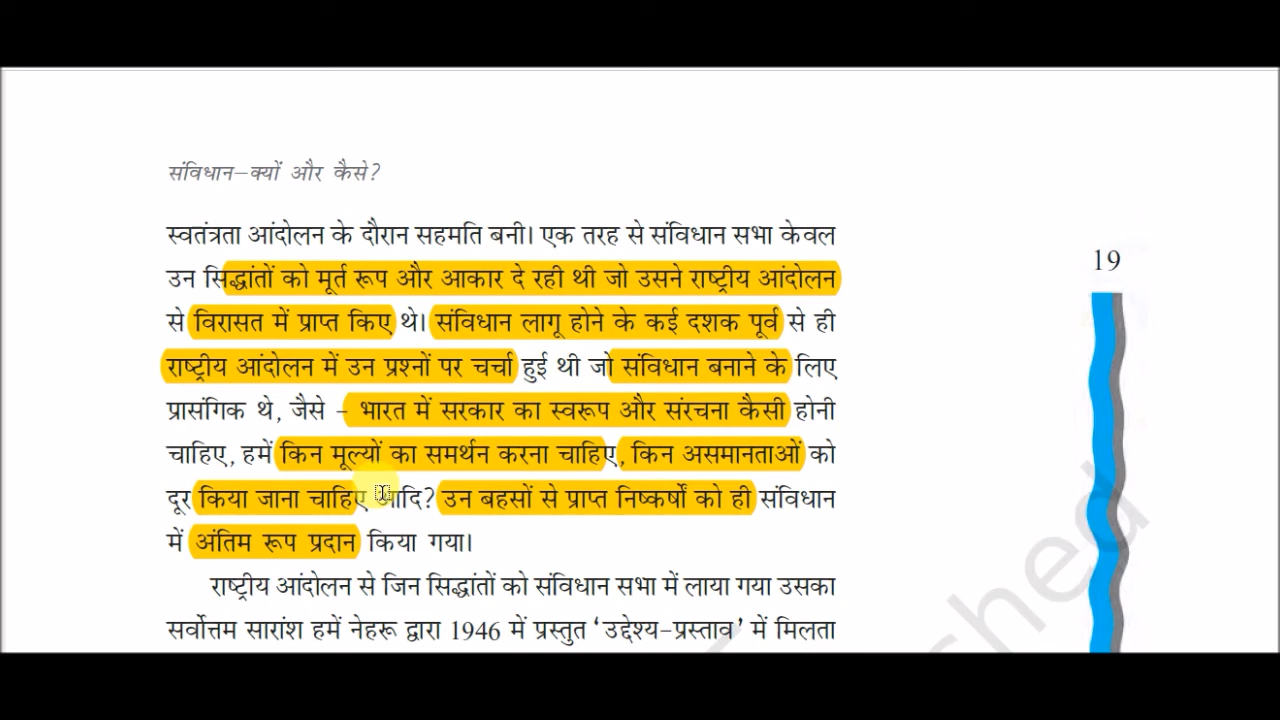 संविधान–क्यों और कैसे?
स्वतंत्रता आंदोलन के दौरान सहमति बनी। एक तरह से संविधान सभा केवल
उन सिद्धांतों को मूर्त रूप और आकार दे रही थी जो उसने राष्ट्रीय आंदोलन
से विरासत में प्राप्त किए थे। संविधान लागू होने के कई दशक पूर्व से ही
राष्ट्रीय आंदोलन में उन प्रश्नों पर चर्चा हुई थी जो संविधान बनाने के लिए
प्रासंगिक थे, जैसे - भारत में सरकार का स्वरूप और संरचना कैसी होनी
चाहिए, हमें किन मूल्यों का समर्थन करना चाहिए, किन असमानताओं को
दूर किया जाना चाहिए आदि? उन बहसों से प्राप्त निष्कर्षों को ही संविधान
में अंतिम रूप प्रदान किया गया।
राष्ट्रीय आंदोलन से जिन सिद्धांतों को संविधान सभा में लाया गया उसका
सर्वोत्तम सारांश हमें नेहरू द्वारा 1946 में प्रस्तुत ‘उद्देश्य-प्रस्ताव’ में मिलता
19
shed